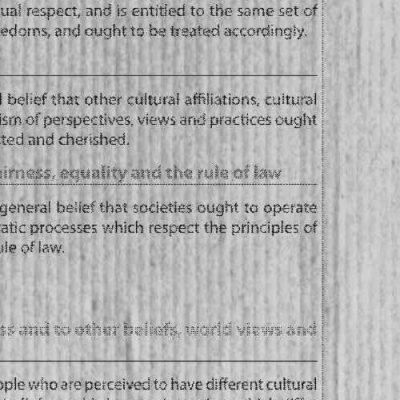 ual respect, and is entitled to the same set of
edoms, and ought to be treated accordingly.
belief that other cultural affiliations, cultural
ism of perspectives, views and practices ought
ted and cherished.
irness, equality and the rule of law
general belief that societies ought to operate
atic processes which respect the principles of
ule of law.
ss and to other beliefs, world views and
ople who are perceived to have different cultural